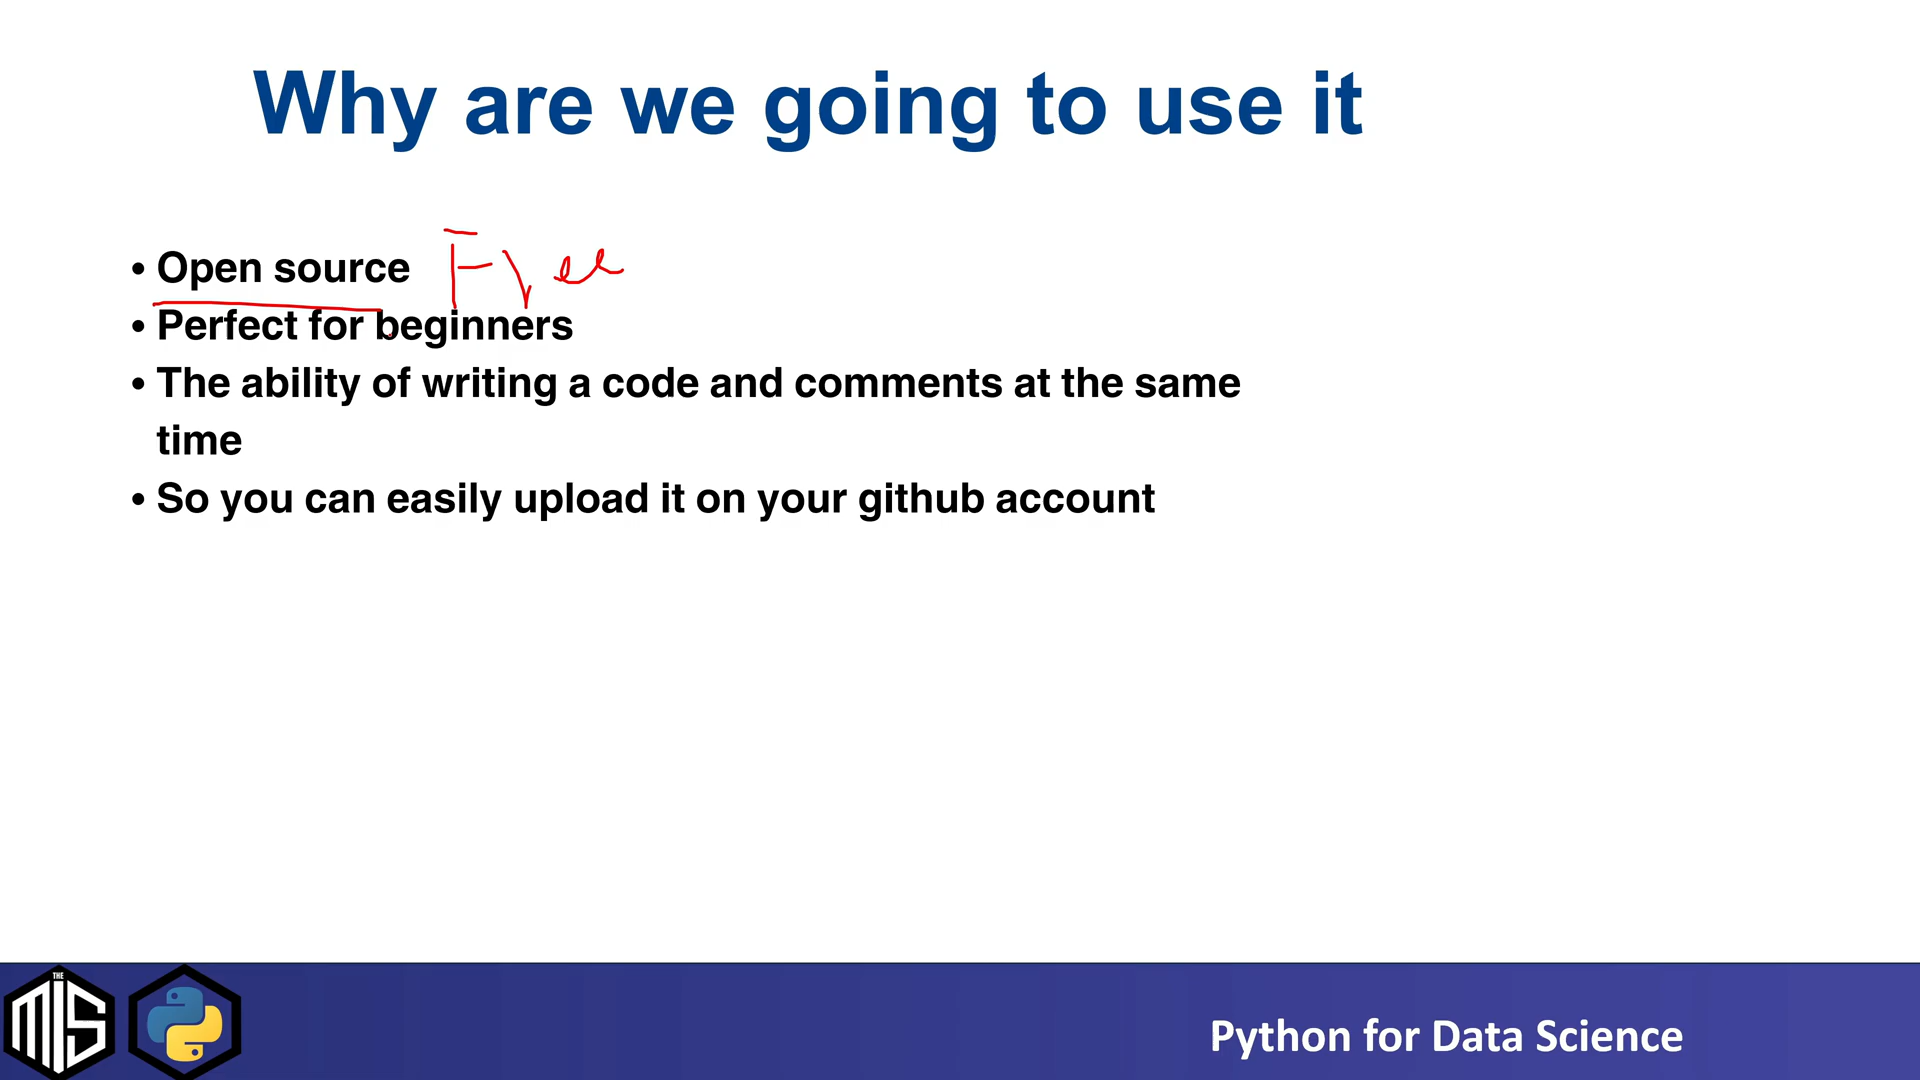 Why are we going to use it
• Open source Free
• Perfect for beginners
• The ability of writing a code and comments at the same
time
• So you can easily upload it on your github account
THE
MIS
Python for Data Science